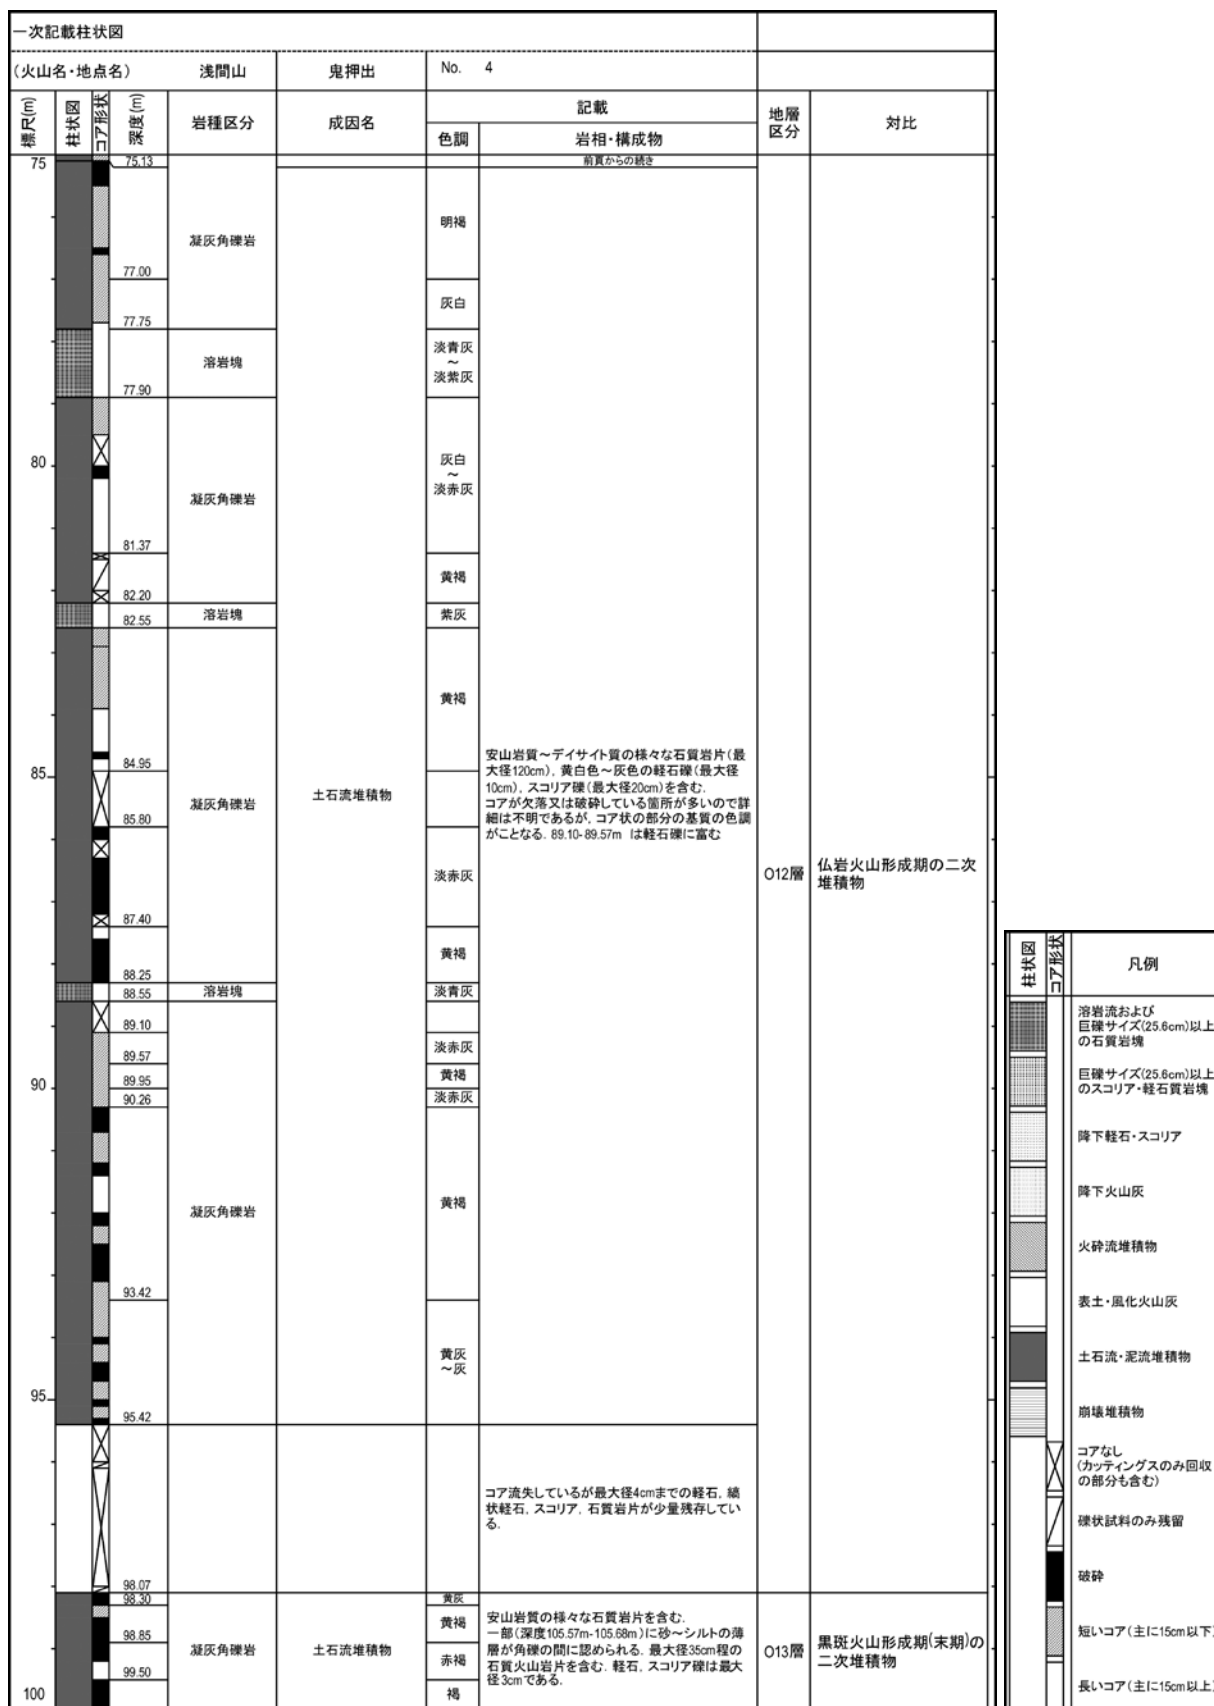 一次記載柱状図
(火山名・地点名) 浅間山 鬼押出 No. 4
標尺(m) 柱状図 コア形状 深度(m) 岩種区分 成因名 記載 地層区分 対比
色調 岩相・構成物
75 75.13 前頁からの続き
凝灰角礫岩 明褐
77.00
灰白
77.75
溶岩塊 淡青灰
～
淡紫灰
77.90
80 灰白
～
淡赤灰
凝灰角礫岩
81.37
黄褐
82.20
溶岩塊 紫灰
82.55
黄褐
84.95
85
凝灰角礫岩 土石流堆積物
安山岩質～デイサイト質の様々な石質岩片(最
大径120cm), 黄白色～灰色の軽石礫(最大径
10cm), スコリア礫(最大径20cm)を含む.
コアが欠落又は破砕している箇所が多いので詳
細は不明であるが, コア状の部分の基質の色調
がことなる. 89.10-89.57m は軽石礫に富む
85.80
淡赤灰
O12層 仏岩火山形成期の二次
堆積物
87.40
黄褐
88.25
溶岩塊 淡青灰
88.55
89.10
淡赤灰
89.57
黄褐
90 89.95
淡赤灰
90.26
凝灰角礫岩 黄褐
93.42
黄灰
～灰
95
95.42
コア流失しているが最大径4cmまでの軽石, 縞
状軽石, スコリア, 石質岩片が少量残存してい
る.
98.07
黄灰
98.30
黄褐
98.85
凝灰角礫岩 土石流堆積物 赤褐
安山岩質の様々な石質岩片を含む.
一部(深度105.57m-105.68m)に砂～シルトの薄
層が角礫の間に認められる. 最大径35cm程の
石質火山岩片を含む. 軽石, スコリア礫は最大
径3cmである.
O13層 黒斑火山形成期(末期)の
二次堆積物
99.50
100 褐
柱状図 コア形状 凡例
溶岩流および
巨礫サイズ(25.6cm)以上
の石質岩塊
巨礫サイズ(25.6cm)以上
のスコリア・軽石質岩塊
降下軽石・スコリア
降下火山灰
火砕流堆積物
表土・風化火山灰
土石流・泥流堆積物
崩壊堆積物
コアなし
(カッティングスのみ回収
の部分も含む)
礫状試料のみ残留
破砕
短いコア(主に15cm以下)
長いコア(主に15cm以上)